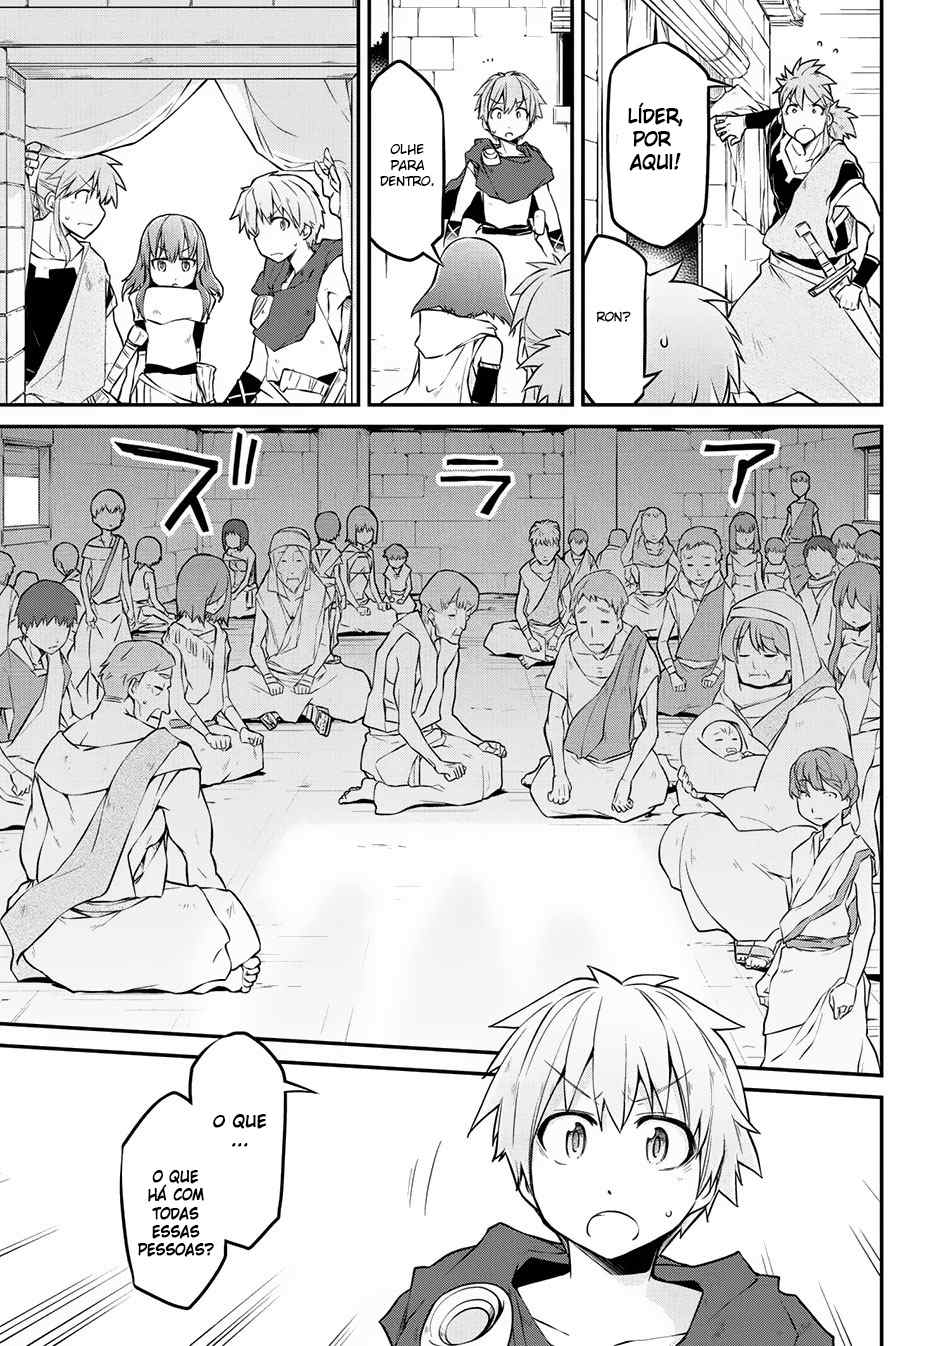 LÍDER,
POR
AQUI!
RON?
OLHE
PARA
DENTRO.
ズラア
O QUE
...
O QUE
HÁ COM
TODAS
ESSAS
PESSOAS?